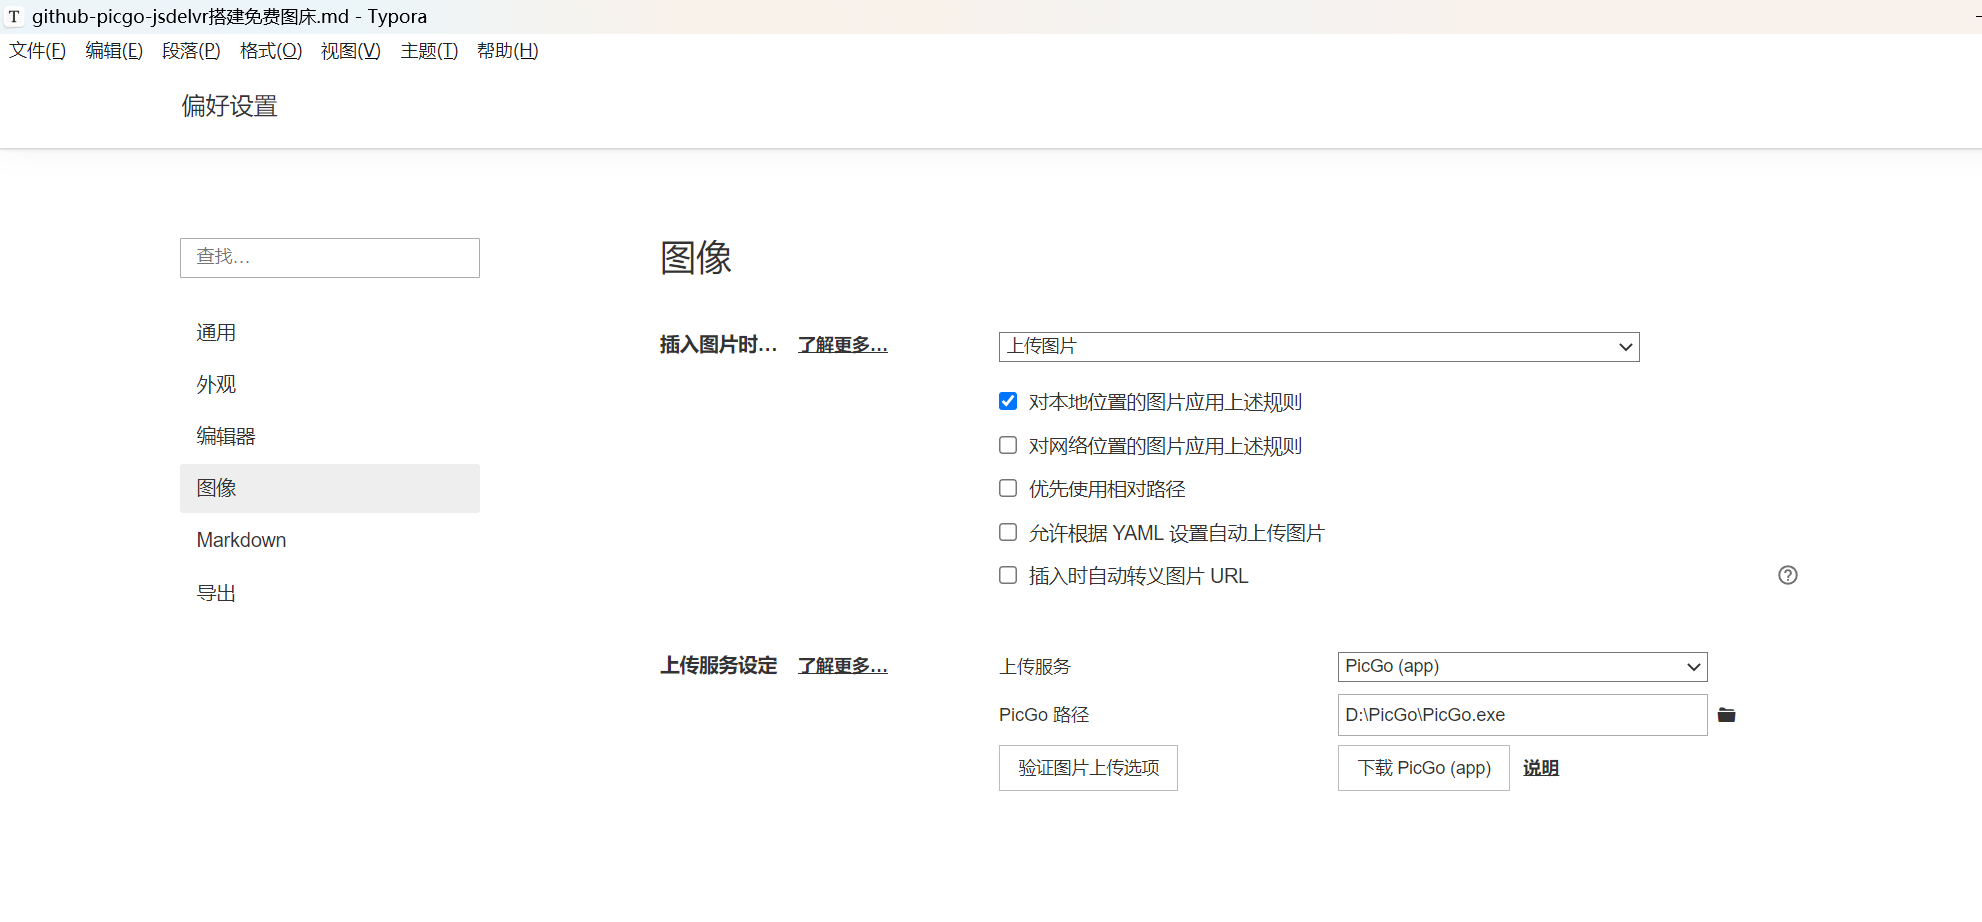 github-picgo-jsdelvr搭建免费图床.md - Typora
文件(F) 编辑(E) 段落(P) 格式(O) 视图(V) 主题(T) 帮助(H)
偏好设置
查找...
通用
外观
编辑器
图像
Markdown
导出
图像
插入图片时... 了解更多... 上传图片
对本地位置的图片应用上述规则
对网络位置的图片应用上述规则
优先使用相对路径
允许根据 YAML 设置自动上传图片
插入时自动转义图片 URL
上传服务设定 了解更多... 上传服务 PicGo (app)
PicGo 路径 D:\PicGo\PicGo.exe
验证图片上传选项 下载 PicGo (app) 说明